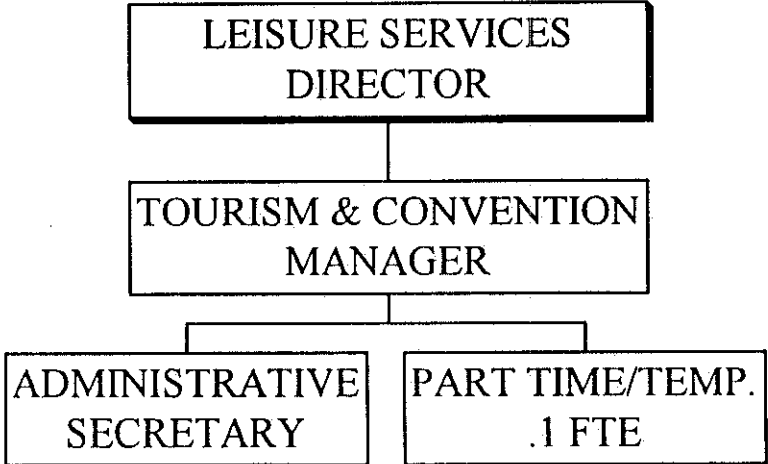 LEISURE SERVICES
DIRECTOR
TOURISM & CONVENTION
MANAGER
ADMINISTRATIVE
SECRETARY
PART TIME/TEMP.
.1 FTE